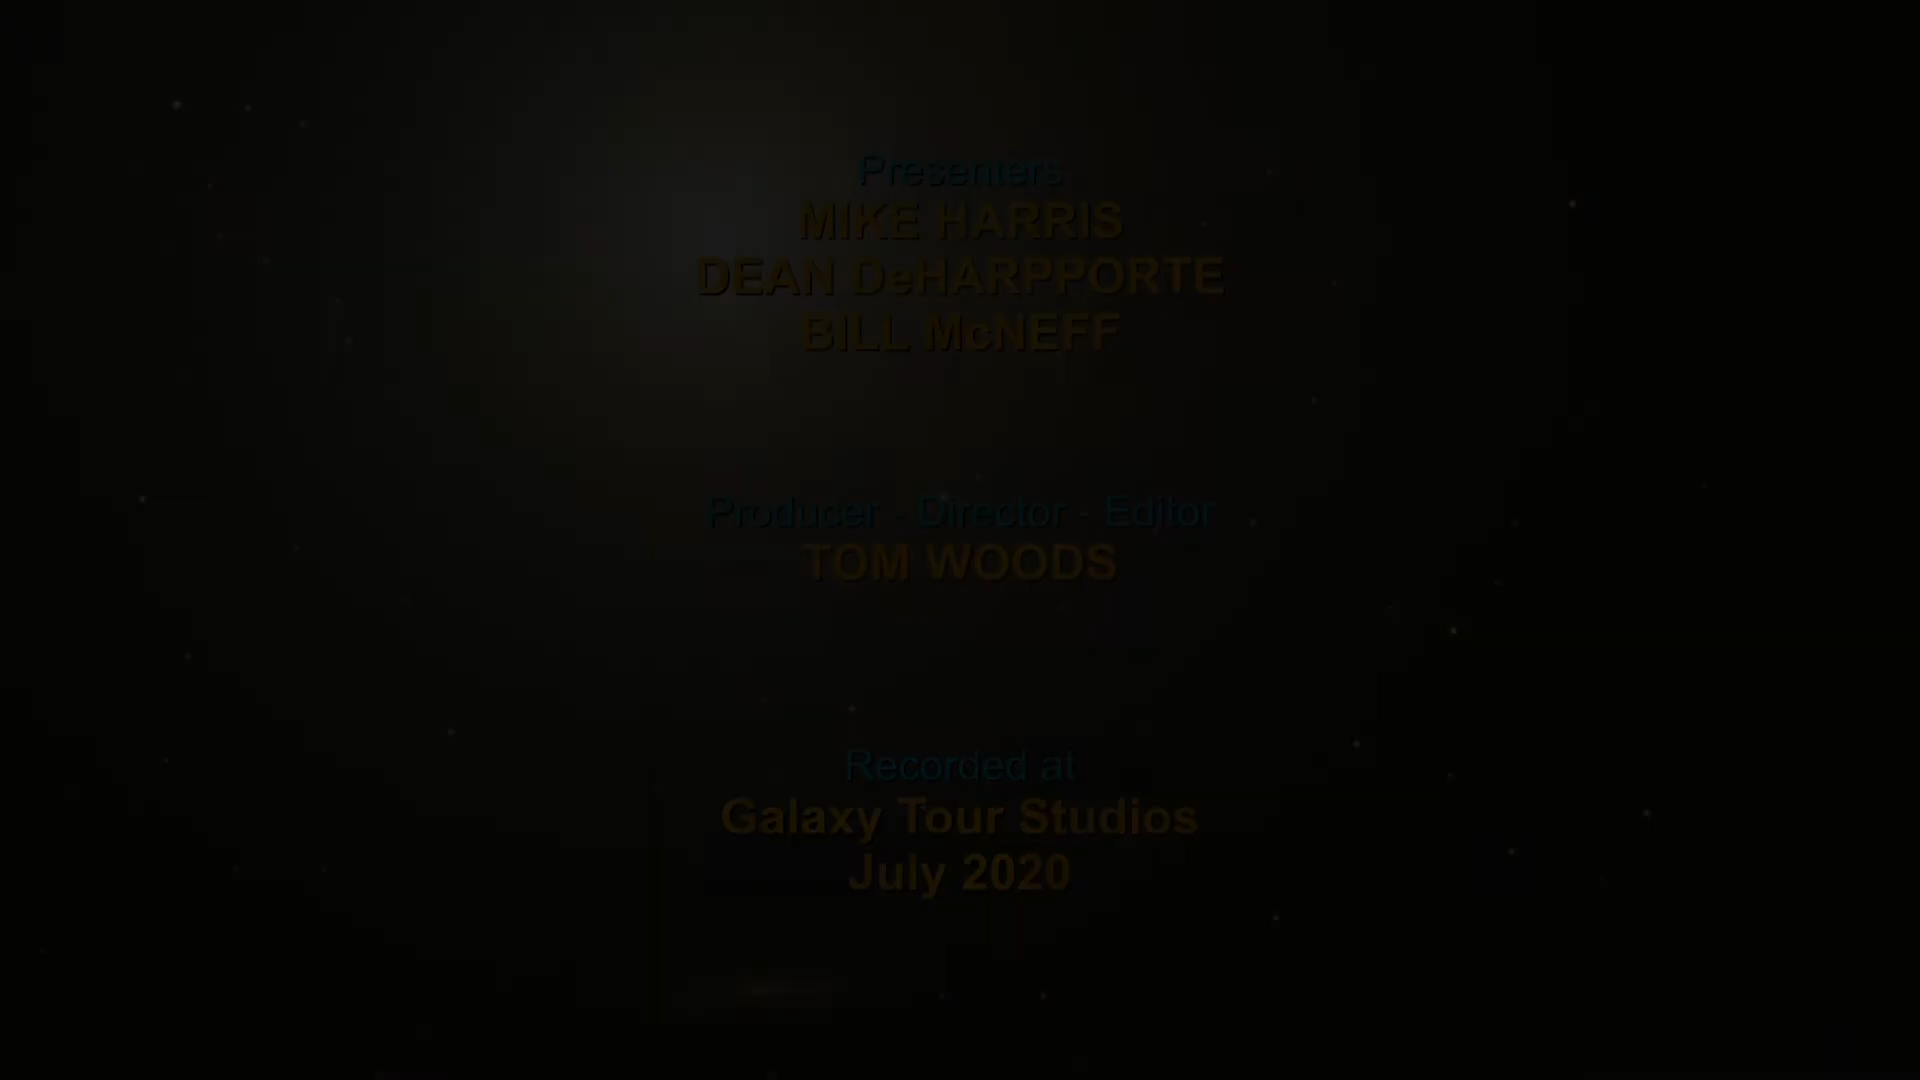 Presenters
MIKE HARRIS
DEAN DeHARPPORTE
BILL McNEFF
Producer - Director - Editor
TOM WOODS
Recorded at
Galaxy Tour Studios
July 2020